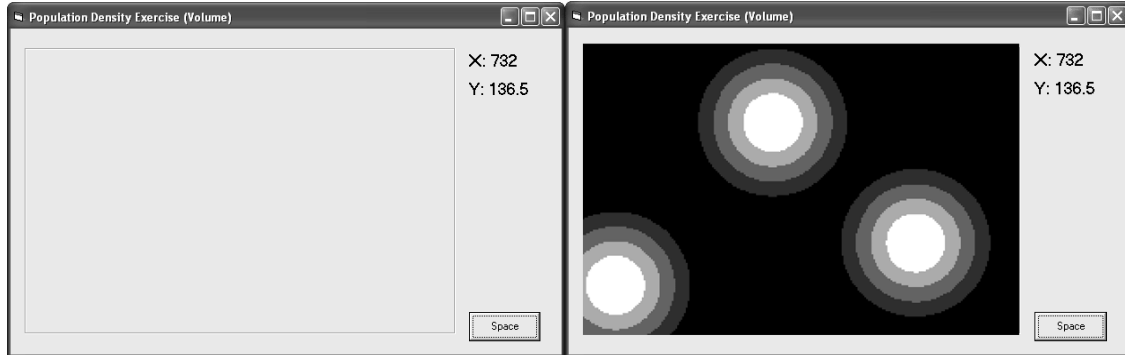 Population Density Exercise (Volume)
X: 732
Y: 136.5
Space
Population Density Exercise (Volume)
X: 732
Y: 136.5
Space